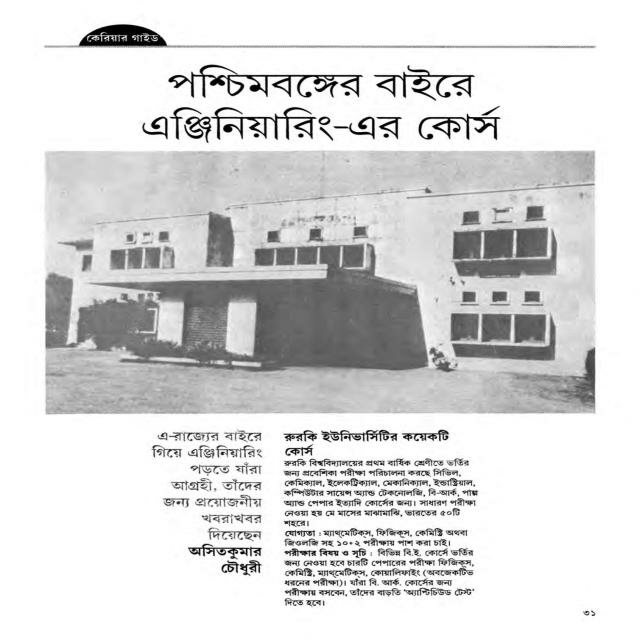 কেরিয়ার গাইড
পশ্চিমবঙ্গের বাইরে
এঞ্জিনিয়ারিং-এর কোর্স
এ-রাজ্যের বাইরে
গিয়ে এঞ্জিনিয়ারিং
পড়তে যাঁরা
আগ্রহী, তাঁদের
জন্য প্রয়োজনীয়
খবরাখবর
দিয়েছেন
অসিতকুমার
চৌধুরী
রুরকি ইউনিভার্সিটির কয়েকটি
কোর্স
রুরকি বিশ্ববিদ্যালয়ের প্রথম বার্ষিক শ্রেণীতে ভর্তির
জন্য প্রবেশিকা পরীক্ষা পরিচালনা করছে সিভিল,
কেমিক্যাল, ইলেকট্রিক্যাল, মেকানিক্যাল, ইন্ডাস্ট্রিয়াল,
কম্পিউটার সায়েন্স অ্যান্ড টেকনোলজি, বি-আর্ক, পাল্প
অ্যান্ড পেপার ইত্যাদি কোর্সের জন্য। সাধারণ পরীক্ষা
নেওয়া হয় মে মাসের মাঝামাঝি, ভারতের ৫০টি
শহরে।
যোগ্যতা : ম্যাথ্‌মেটিক্‌স, ফিজিক্‌স, কেমিস্ট্রি অথবা
জিওলজি সহ ১০+২ পরীক্ষায় পাশ করা চাই।
পরীক্ষার বিষয় ও সূচি : বিভিন্ন বি.ই. কোর্সে ভর্তির
জন্য নেওয়া হবে চারটি পেপারের পরীক্ষা ফিজিক্‌স,
কেমিস্ট্রি, ম্যাথ্‌মেটিক্‌স, কোয়ালিফাইং (অবজেকটিভ
ধরনের পরীক্ষা)। যাঁরা বি. আর্ক. কোর্সের জন্য
পরীক্ষায় বসবেন, তাঁদের বাড়তি 'অ্যাপ্টিচিউড টেস্ট'
দিতে হবে।
৩১